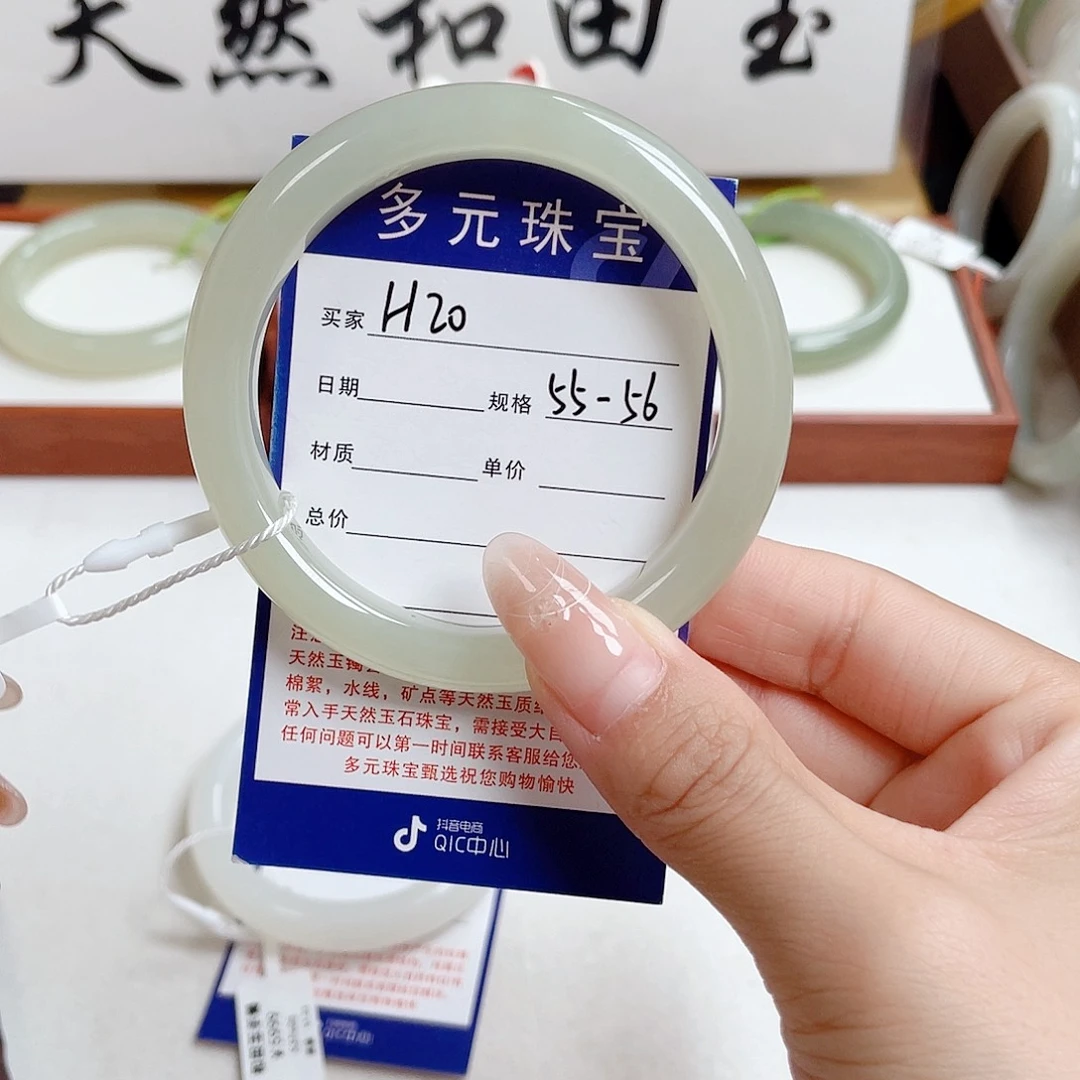 天然和田玉
多元珠宝
买家 H20
日期 规格 55-56
材质 单价
总价
天然玉镯
棉絮，水线，矿点等天然玉质
常入手天然玉石珠宝，需接受大自
任何问题可以第一时间联系客服给您
多元珠宝甄选祝您购物愉快
抖音电商
QIC中心